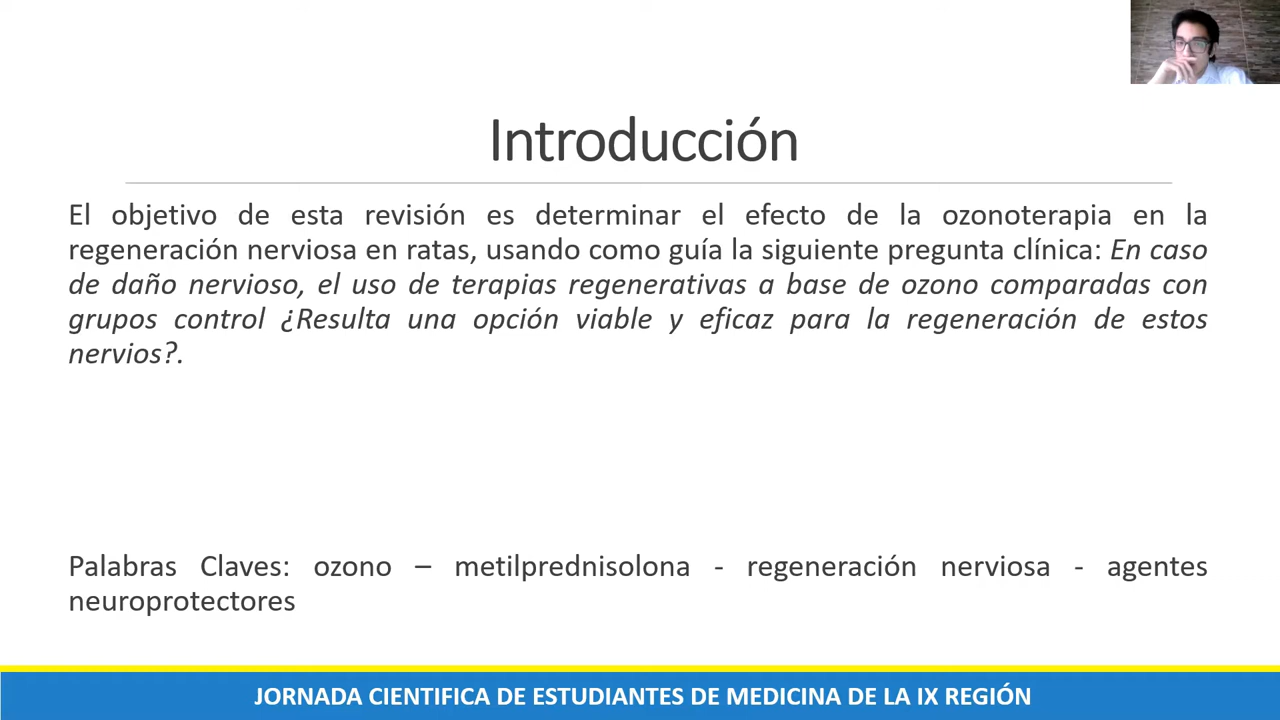 Introducción
El objetivo de esta revisión es determinar el efecto de la ozonoterapia en la
regeneración nerviosa en ratas, usando como guía la siguiente pregunta clínica: En caso
de daño nervioso, el uso de terapias regenerativas a base de ozono comparadas con
grupos control ¿Resulta una opción viable y eficaz para la regeneración de estos
nervios?.
Palabras Claves: ozono – metilprednisolona - regeneración nerviosa - agentes
neuroprotectores
JORNADA CIENTIFICA DE ESTUDIANTES DE MEDICINA DE LA IX REGIÓN